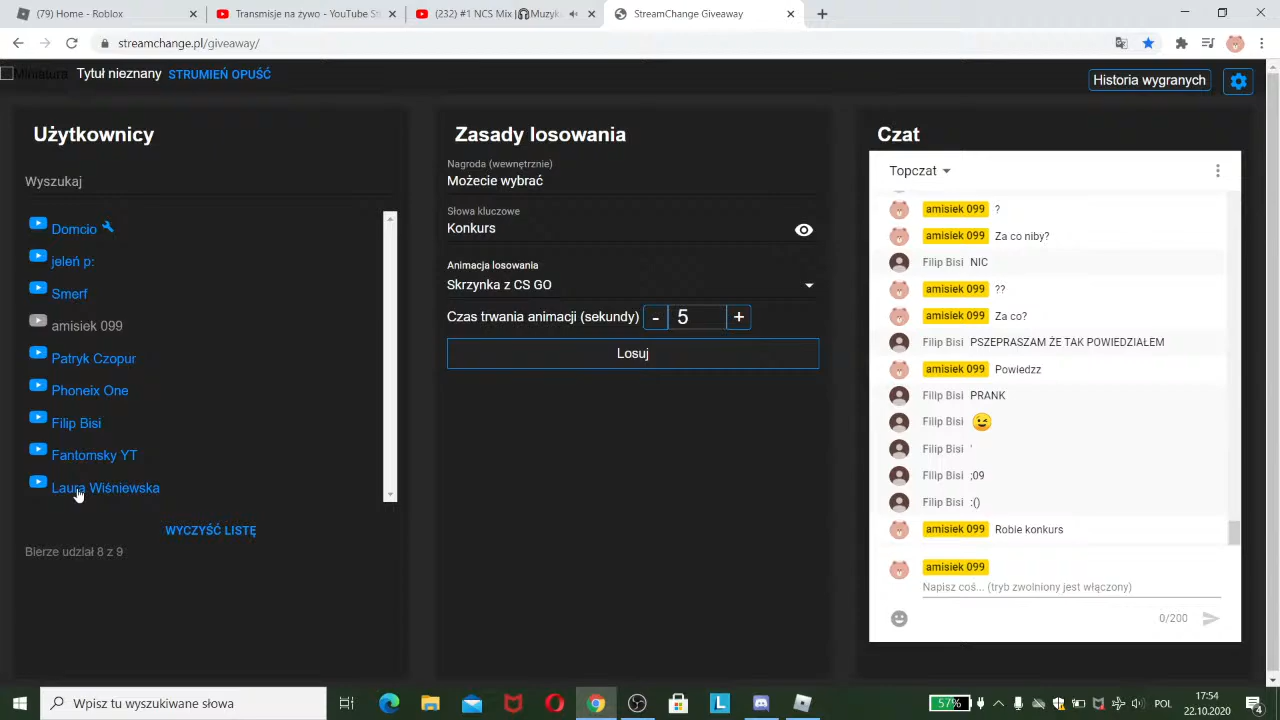 (79) Home - Roblox
Transmisje na żywo - YouTube St
(232) #1 NCS Mix | 🎧Muzyk
StreamChange Giveaway
streamchange.pl/giveaway/
Miniatura
Tytuł nieznany
STRUMIEŃ OPUŚĆ
Historia wygranych
Użytkownicy
Wyszukaj
Domcio
jeleń p:
Smerf
amisiek 099
Patryk Czopur
Phoneix One
Filip Bisi
Fantomsky YT
Laura Wiśniewska
WYCZYŚĆ LISTĘ
Bierze udział 8 z 9
Zasady losowania
Nagroda (wewnętrznie)
Możecie wybrać
Słowa kluczowe
Konkurs
Animacja losowania
Skrzynka z CS GO
Czas trwania animacji (sekundy) - 5 +
Losuj
Czat
Topczat
amisiek 099 ?
amisiek 099 Za co niby?
Filip Bisi NIC
amisiek 099 ??
amisiek 099 Za co?
Filip Bisi PSZEPRASZAM ŻE TAK POWIEDZIAŁEM
amisiek 099 Powiedzz
Filip Bisi PRANK
Filip Bisi 😉
Filip Bisi '
Filip Bisi ;09
Filip Bisi :()
amisiek 099 Robie konkurs
amisiek 099
Napisz coś... (tryb zwolniony jest włączony)
0/200
Wpisz tu wyszukiwane słowa
57%
POL
17:54
22.10.2020
4